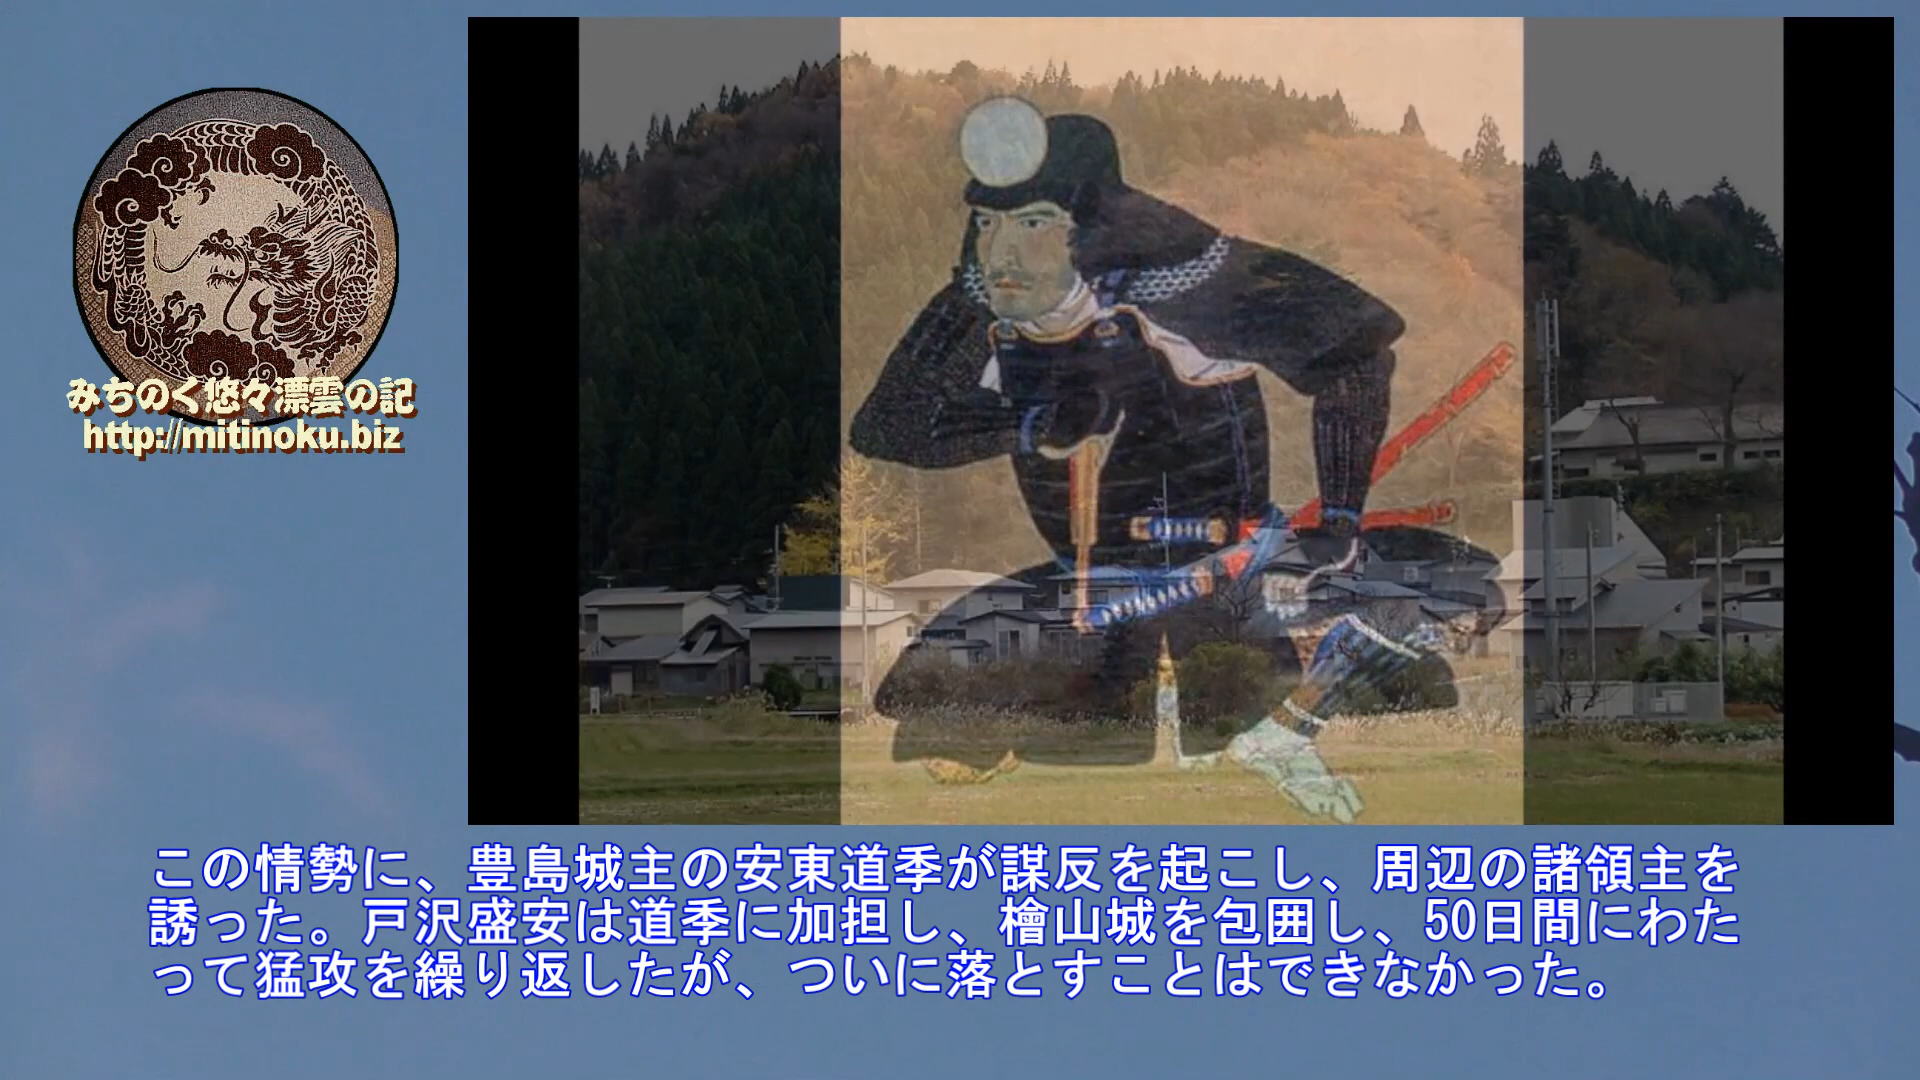 みちのく悠々漂雲の記
http://mitinoku.biz
この情勢に、豊島城主の安東道季が謀反を起こし、周辺の諸領主を
誘った。戸沢盛安は道季に加担し、檜山城を包囲し、50日間にわた
って猛攻を繰り返したが、ついに落とすことはできなかった。